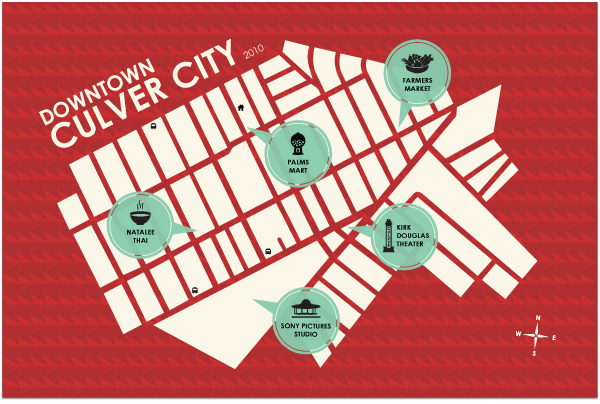 DOWNTOWN
CULVER CITY 2010
FARMERS
MARKET
PALMS
MART
NATALEE
THAI
KIRK
DOUGLAS
THEATER
SONY PICTURES
STUDIO
N
W E
S